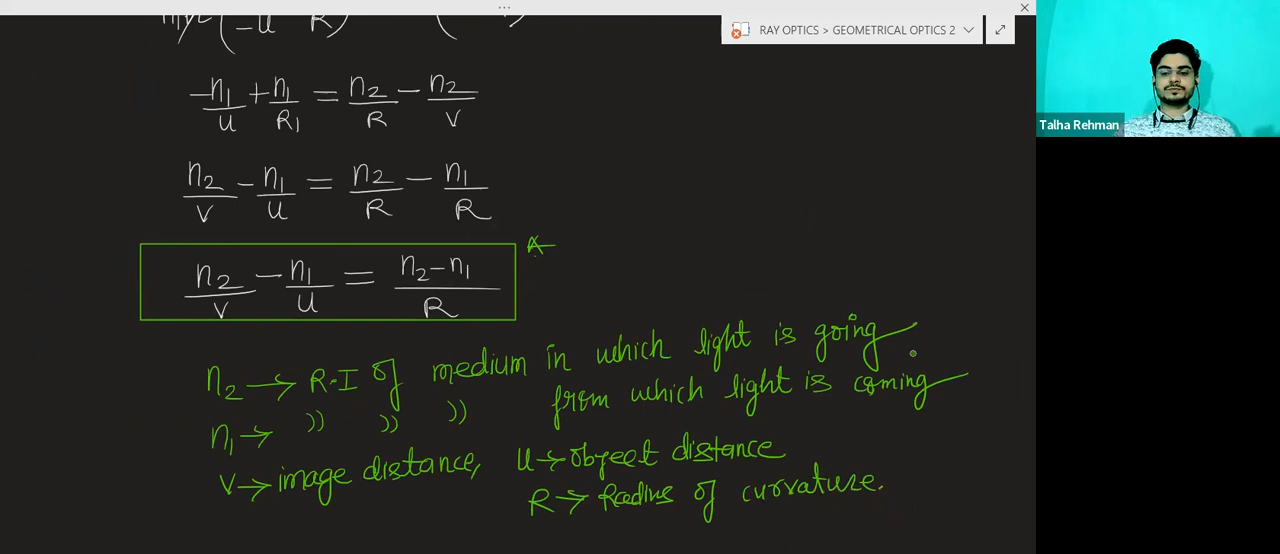 RAY OPTICS > GEOMETRICAL OPTICS 2
Talha Rehman
-n1/u + n1/R1 = n2/R - n2/v
n2/v - n1/u = n2/R - n1/R
n2/v - n1/u = n2-n1/R
n2 → R.I of medium in which light is going
n1 → )) )) )) from which light is coming
v → image distance, u → object distance
R → Radius of curvature.